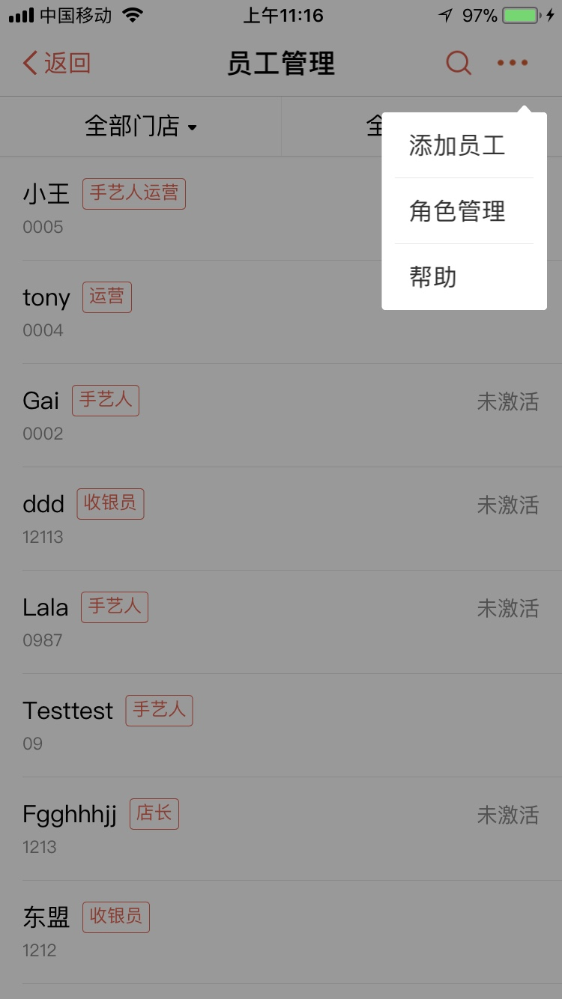 中国移动 上午11:16 97%
返回 员工管理
全部门店 全
添加员工
角色管理
帮助
小王 手艺人运营
0005
tony 运营
0004
Gai 手艺人 未激活
0002
ddd 收银员 未激活
12113
Lala 手艺人 未激活
0987
Testtest 手艺人
09
Fgghhhjj 店长 未激活
1213
东盟 收银员
1212